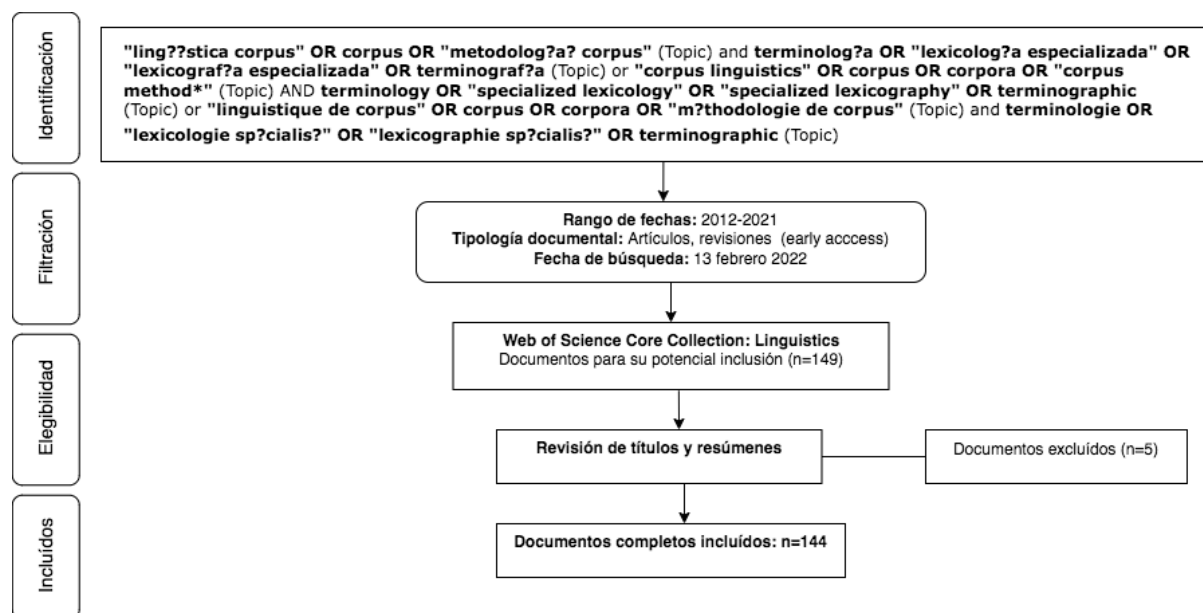 Identificación
"ling??stica corpus" OR corpus OR "metodolog?a? corpus" (Topic) and terminolog?a OR "lexicolog?a especializada" OR
"lexicograf?a especializada" OR terminograf?a (Topic) or "corpus linguistics" OR corpus OR corpora OR "corpus
method*" (Topic) AND terminology OR "specialized lexicology" OR "specialized lexicography" OR terminographic
(Topic) or "linguistique de corpus" OR corpus OR corpora OR "m?thodologie de corpus" (Topic) and terminologie OR
"lexicologie sp?cialis?" OR "lexicographie sp?cialis?" OR terminographic (Topic)
Filtración
Rango de fechas: 2012-2021
Tipología documental: Artículos, revisiones (early acccess)
Fecha de búsqueda: 13 febrero 2022
Elegibilidad
Web of Science Core Collection: Linguistics
Documentos para su potencial inclusión (n=149)
Revisión de títulos y resúmenes
Documentos excluídos (n=5)
Incluídos
Documentos completos incluídos: n=144